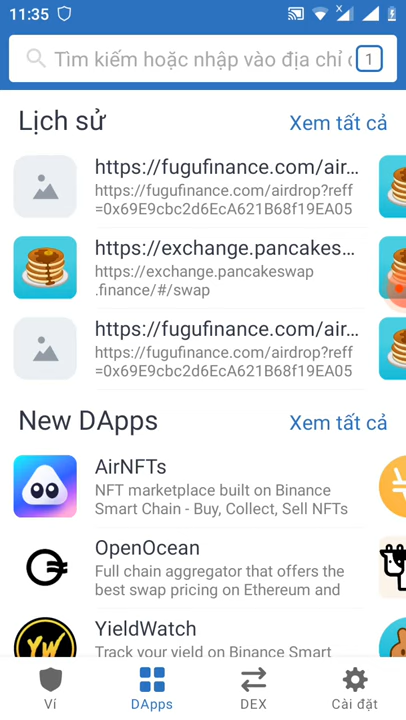 11:35
Tìm kiếm hoặc nhập vào địa chỉ
1
Lịch sử
Xem tất cả
https://fugufinance.com/air...
https://fugufinance.com/airdrop?reff
=0x69E9cbc2d6EcA621B68f19EA05
https://exchange.pancakes...
https://exchange.pancakeswap
.finance/#/swap
https://fugufinance.com/air...
https://fugufinance.com/airdrop?reff
=0x69E9cbc2d6EcA621B68f19EA05
New DApps
Xem tất cả
AirNFTs
NFT marketplace built on Binance
Smart Chain - Buy, Collect, Sell NFTs
OpenOcean
Full chain aggregator that offers the
best swap pricing on Ethereum and
YW
YieldWatch
Track your yield on Binance Smart
Ví
DApps
DEX
Cài đặt